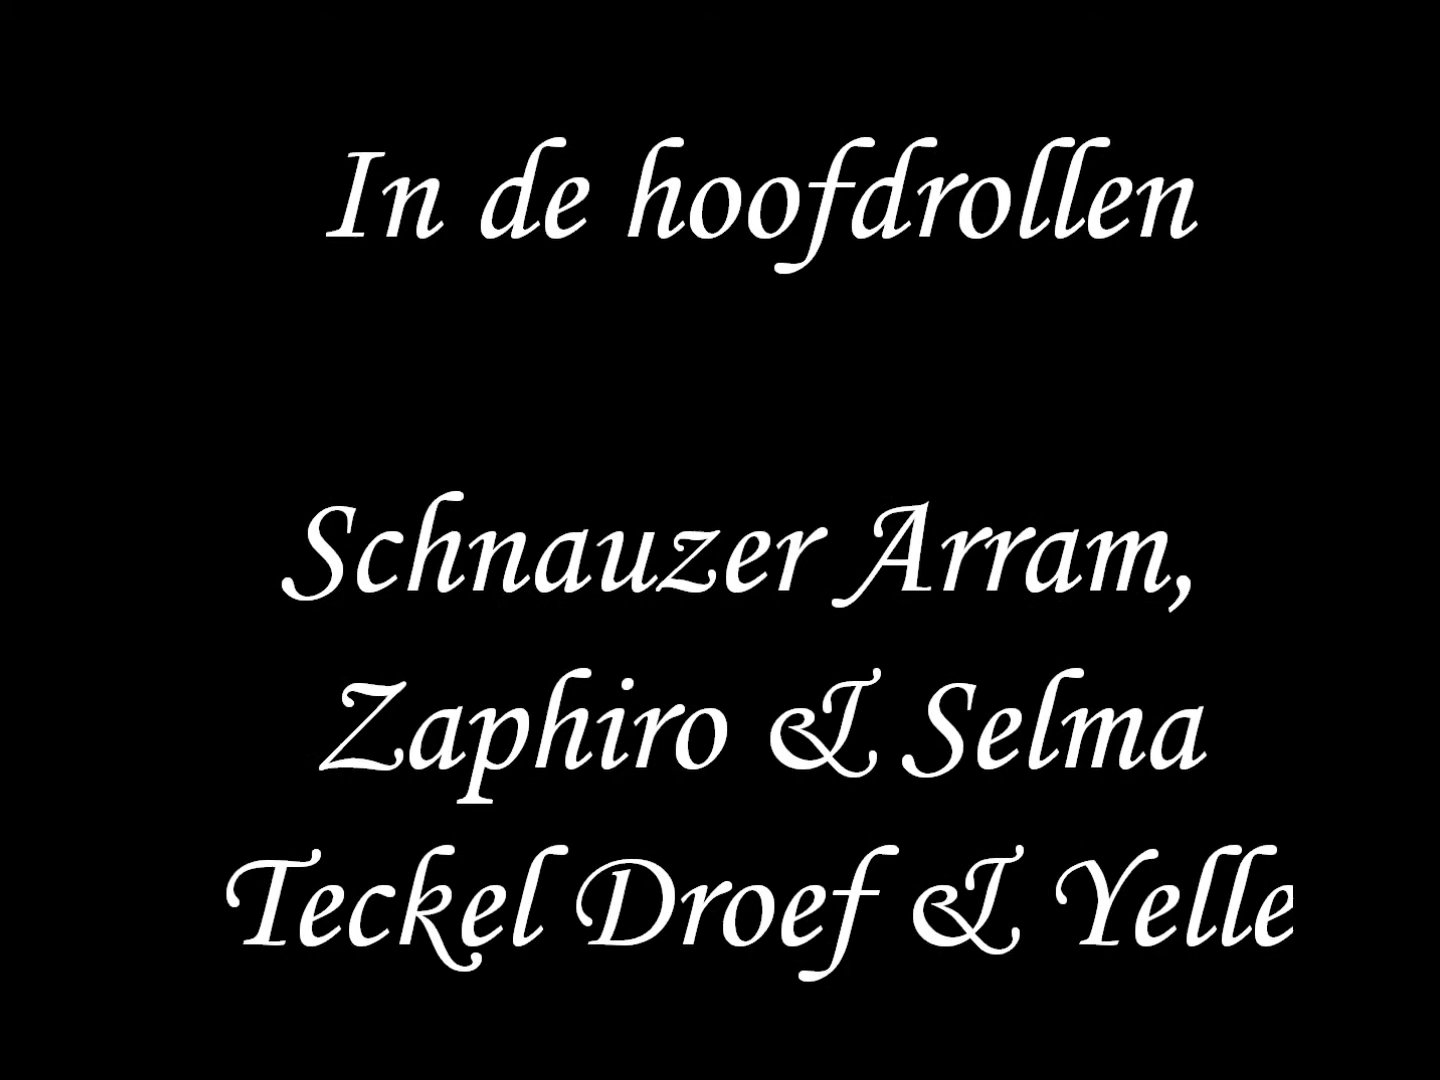 In de hoofdrollen
Schnauzer Arram,
Zaphiro & Selma
Teckel Droef & Yelle